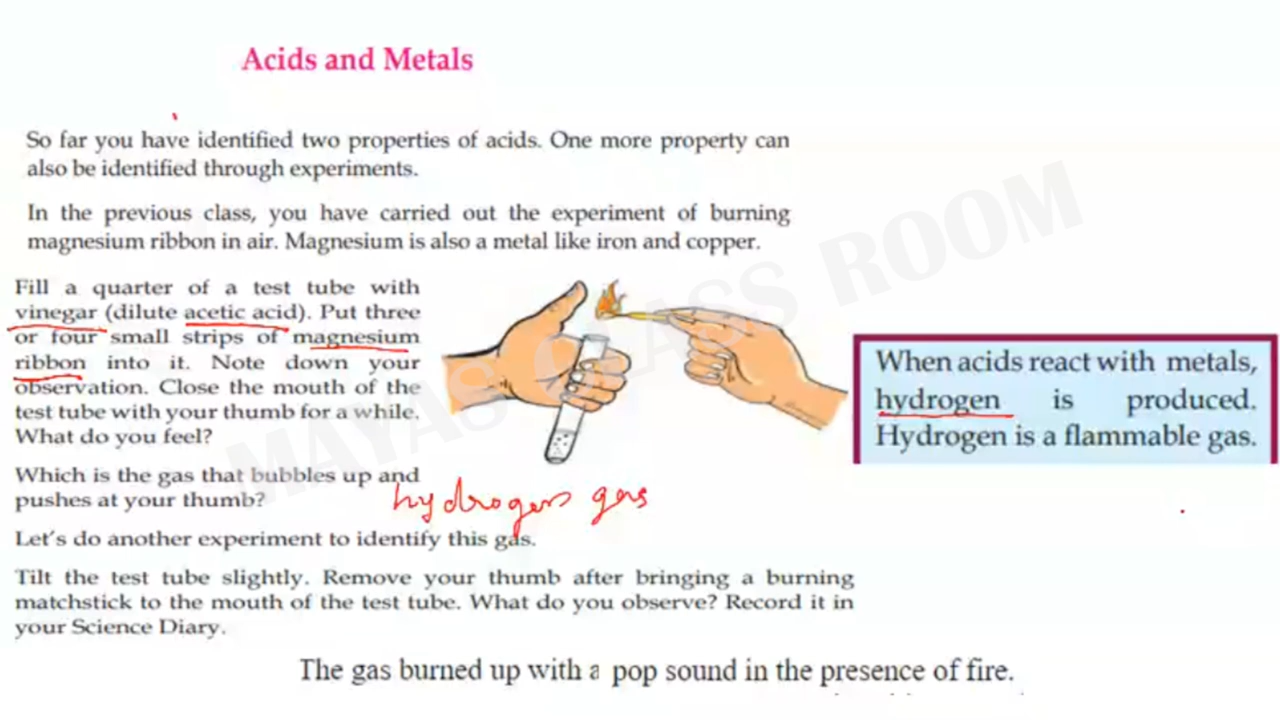 Acids and Metals
So far you have identified two properties of acids. One more property can
also be identified through experiments.
In the previous class, you have carried out the experiment of burning
magnesium ribbon in air. Magnesium is also a metal like iron and copper.
Fill a quarter of a test tube with
vinegar (dilute acetic acid). Put three
or four small strips of magnesium
ribbon into it. Note down your
observation. Close the mouth of the
test tube with your thumb for a while.
What do you feel?
When acids react with metals,
hydrogen is produced.
Hydrogen is a flammable gas.
Which is the gas that bubbles up and
pushes at your thumb?
hydrogen gas
Let's do another experiment to identify this gas.
Tilt the test tube slightly. Remove your thumb after bringing a burning
matchstick to the mouth of the test tube. What do you observe? Record it in
your Science Diary.
The gas burned up with a pop sound in the presence of fire.
MAYAS CLASS ROOM